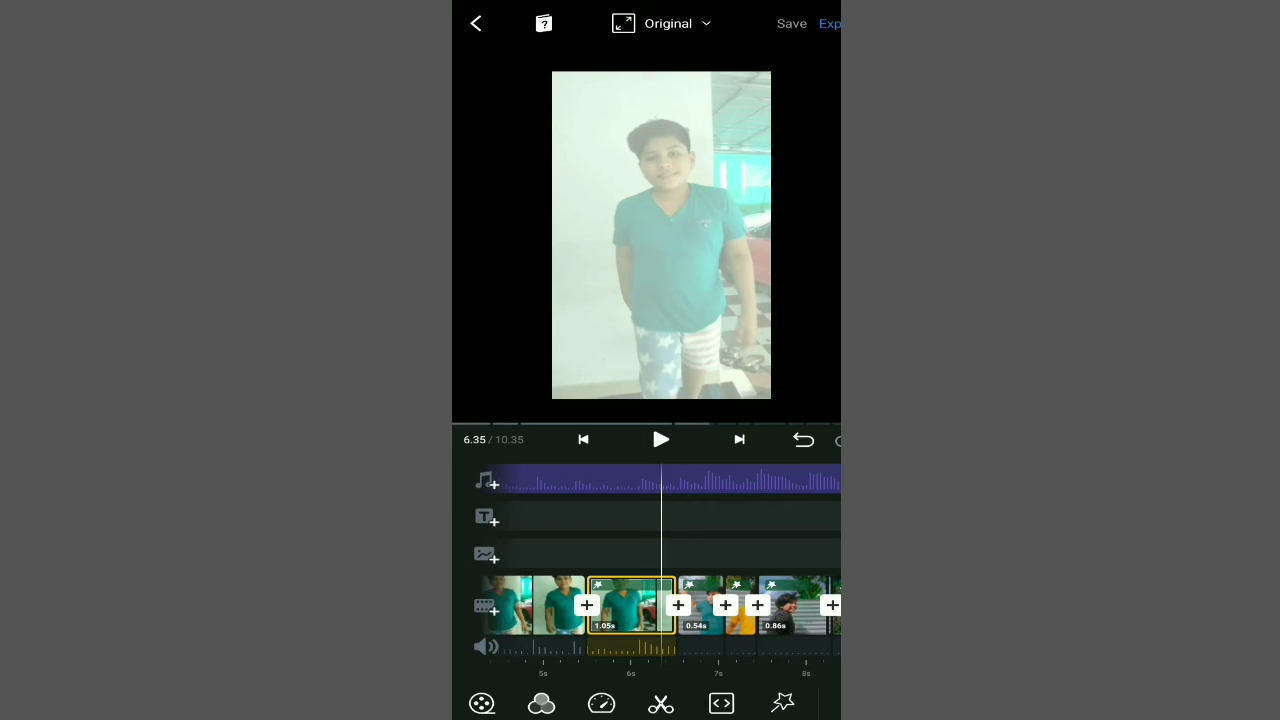 Original
Save
Exp
6.35 / 10.35
1.05s
0.54s
0.86s
5s
6s
7s
8s